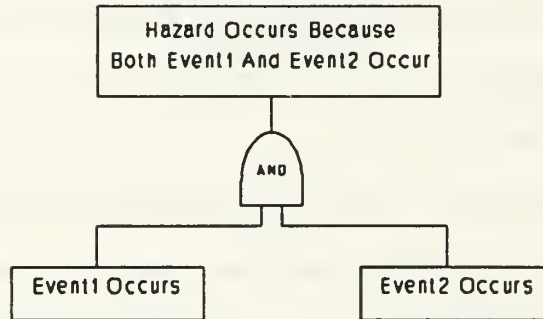 Hazard Occurs Because
Both Event1 And Event2 Occur
AND
Event1 Occurs
Event2 Occurs